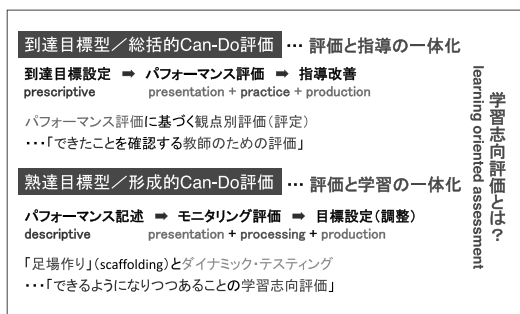 到達目標型／総括的Can-Do評価 … 評価と指導の一体化
到達目標設定 ➡ パフォーマンス評価 ➡ 指導改善
prescriptive presentation + practice + production
パフォーマンス評価に基づく観点別評価（評定）
･･･「できたことを確認する教師のための評価」
熟達目標型／形成的Can-Do評価 … 評価と学習の一体化
パフォーマンス記述 ➡ モニタリング評価 ➡ 目標設定（調整）
descriptive presentation + processing + production
「足場作り」（scaffolding）とダイナミック・テスティング
･･･「できるようになりつつあることの学習志向評価」
学習志向評価とは？
learning oriented assessment